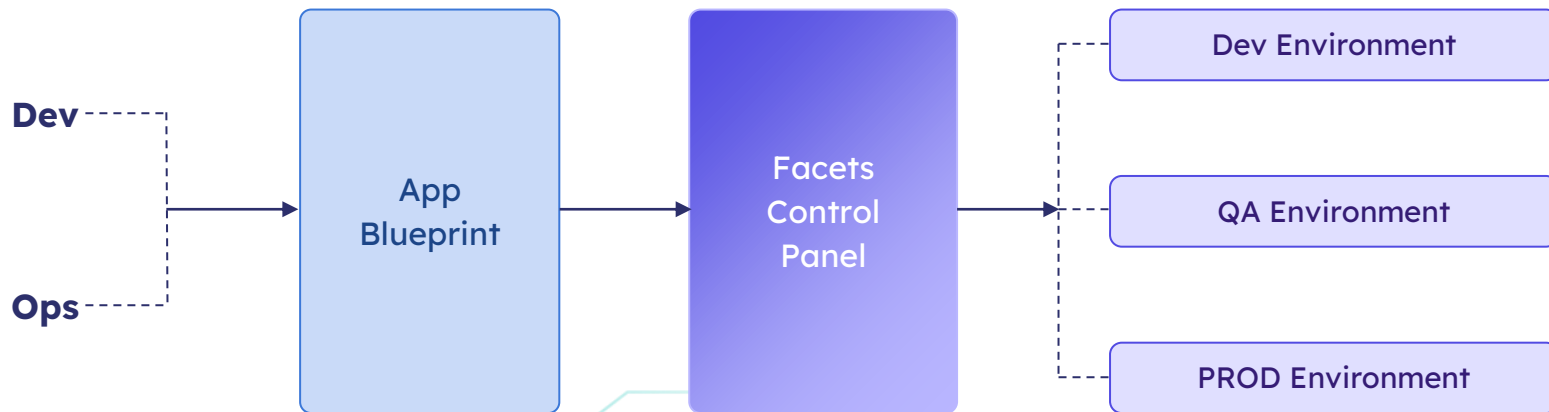 Dev
Ops
App
Blueprint
Facets
Control
Panel
Dev Environment
QA Environment
PROD Environment